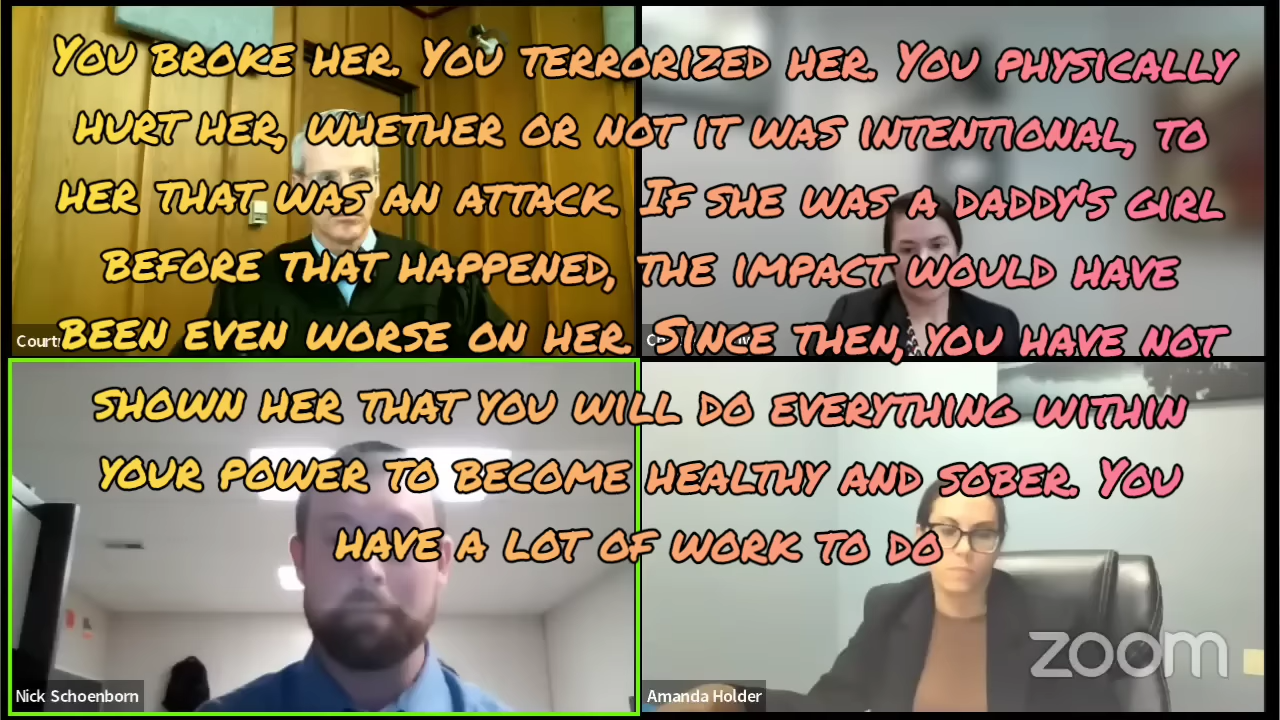 You broke her. You terrorized her. You physically
hurt her, whether or not it was intentional, to
her that was an attack. If she was a daddy's girl
before that happened, the impact would have
been even worse on her. Since then, you have not
shown her that you will do everything within
your power to become healthy and sober. You
have a lot of work to do
Nick Schoenborn
Amanda Holder
zoom